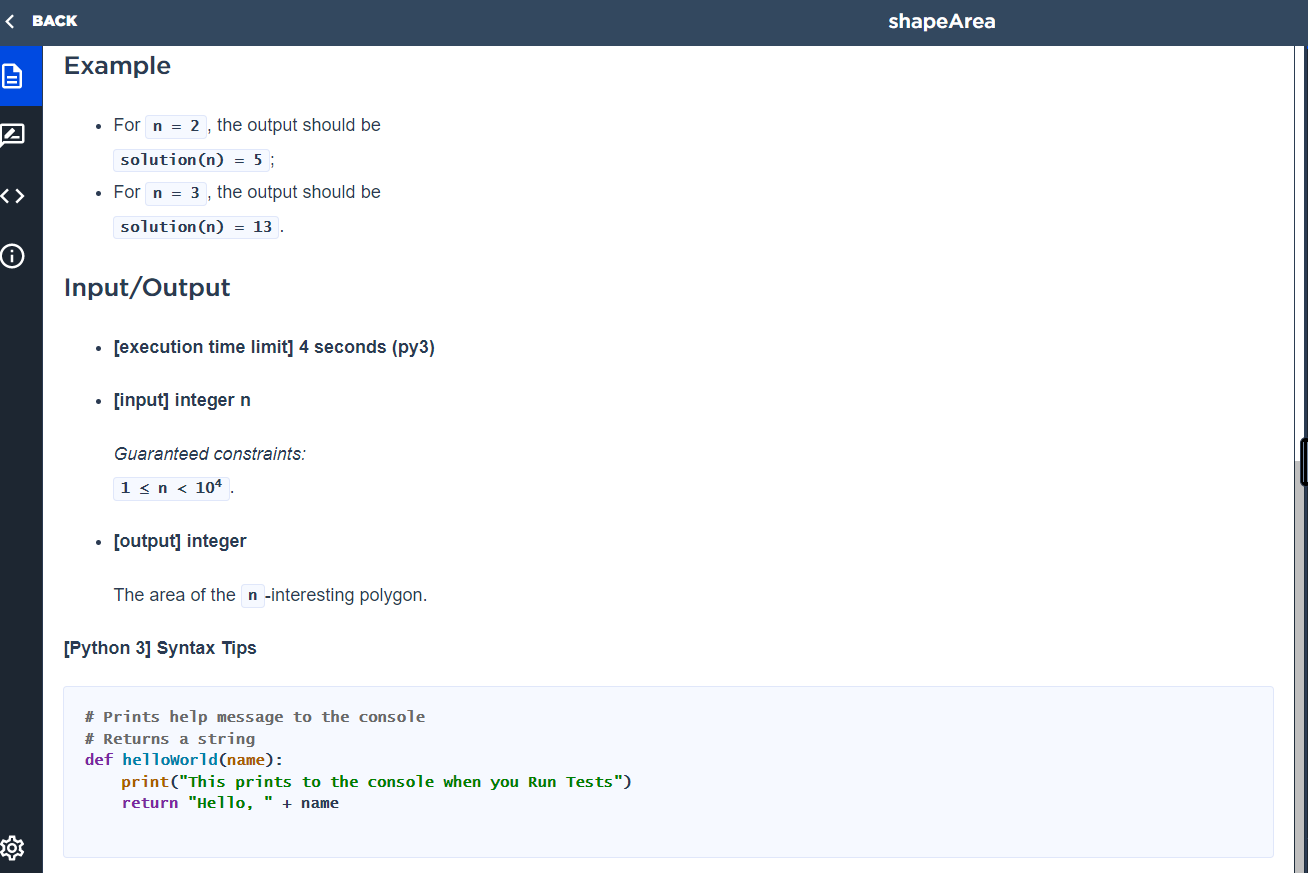 BACK
shapeArea
Example
• For n = 2, the output should be
solution(n) = 5;
• For n = 3, the output should be
solution(n) = 13.
Input/Output
• [execution time limit] 4 seconds (py3)
• [input] integer n
Guaranteed constraints:
1 ≤ n < 10⁴.
• [output] integer
The area of the n-interesting polygon.
[Python 3] Syntax Tips
# Prints help message to the console
# Returns a string
def helloWorld(name):
    print("This prints to the console when you Run Tests")
    return "Hello, " + name